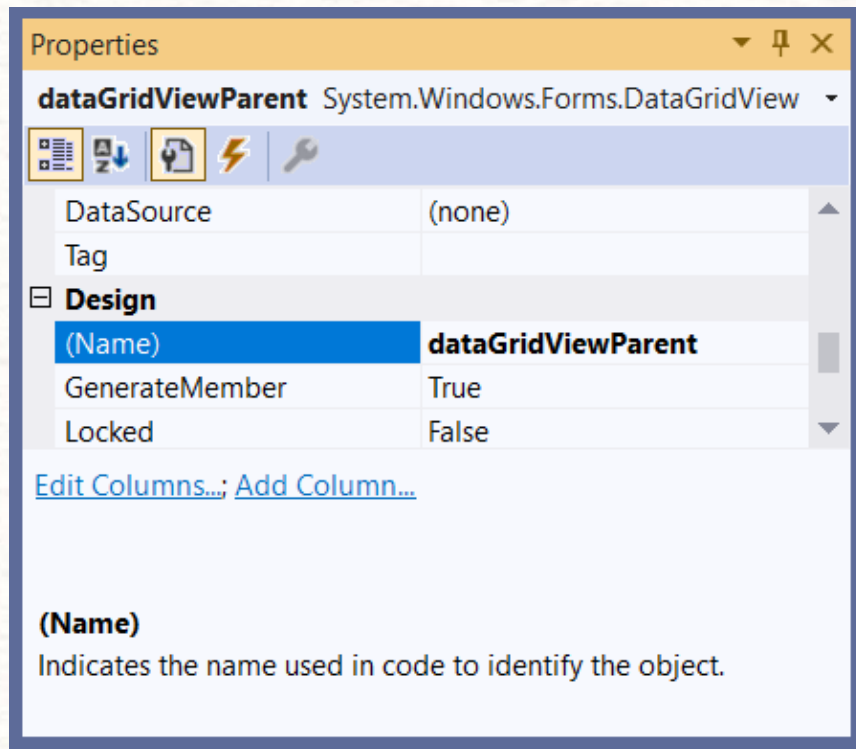 Properties
dataGridViewParent System.Windows.Forms.DataGridView
DataSource (none)
Tag
Design
(Name) dataGridViewParent
GenerateMember True
Locked False
Edit Columns...; Add Column...
(Name)
Indicates the name used in code to identify the object.